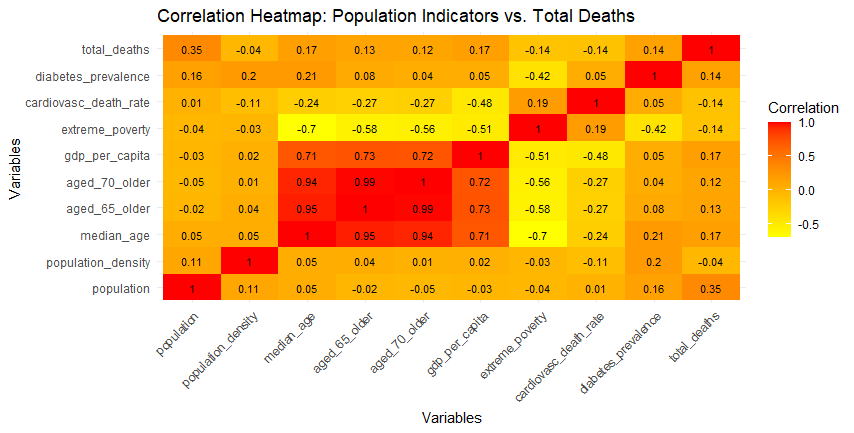 Correlation Heatmap: Population Indicators vs. Total Deaths
total_deaths 0.35 -0.04 0.17 0.13 0.12 0.17 -0.14 -0.14 0.14 1
diabetes_prevalence 0.16 0.2 0.21 0.08 0.04 0.05 -0.42 0.05 1 0.14
cardiovasc_death_rate 0.01 -0.11 -0.24 -0.27 -0.27 -0.48 0.19 1 0.05 -0.14
extreme_poverty -0.04 -0.03 -0.7 -0.58 -0.56 -0.51 1 0.19 -0.42 -0.14
gdp_per_capita -0.03 0.02 0.71 0.73 0.72 1 -0.51 -0.48 0.05 0.17
aged_70_older -0.05 0.01 0.94 0.99 1 0.72 -0.56 -0.27 0.04 0.12
aged_65_older -0.02 0.04 0.95 1 0.99 0.73 -0.58 -0.27 0.08 0.13
median_age 0.05 0.05 1 0.95 0.94 0.71 -0.7 -0.24 0.21 0.17
population_density 0.11 1 0.05 0.04 0.01 0.02 -0.03 -0.11 0.2 -0.04
population 1 0.11 0.05 -0.02 -0.05 -0.03 -0.04 0.01 0.16 0.35
population population_density median_age aged_65_older aged_70_older gdp_per_capita extreme_poverty cardiovasc_death_rate diabetes_prevalence total_deaths
Variables
Variables
Correlation
1.0
0.5
0.0
-0.5